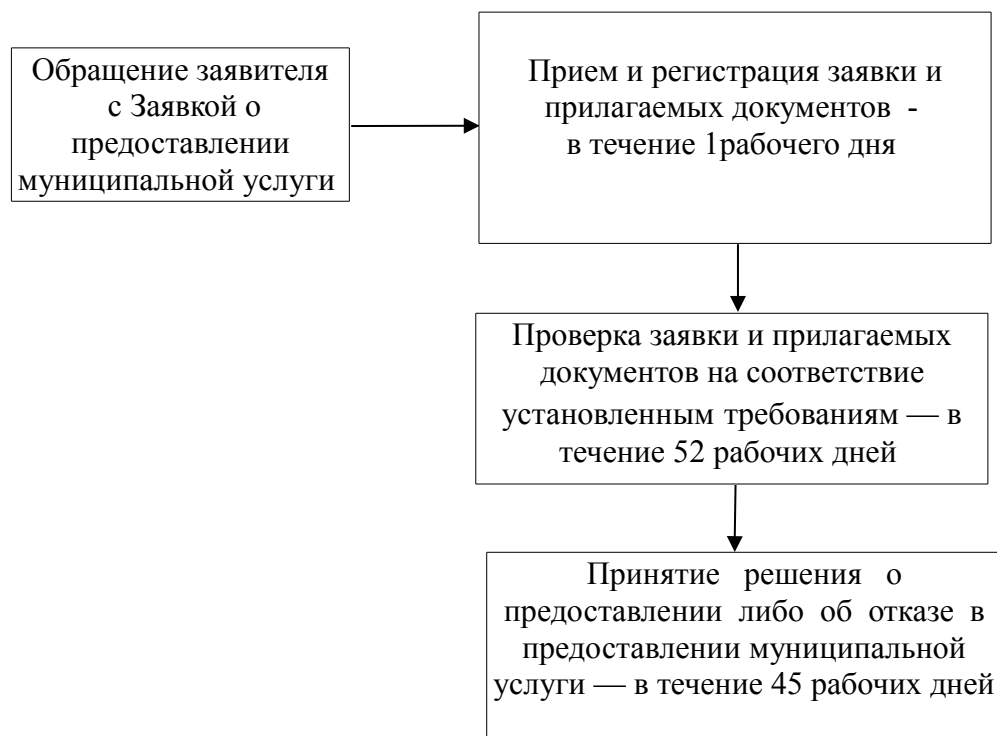 Обращение заявителя
с Заявкой о
предоставлении
муниципальной услуги
Прием и регистрация заявки и
прилагаемых документов -
в течение 1рабочего дня
Проверка заявки и прилагаемых
документов на соответствие
установленным требованиям — в
течение 52 рабочих дней
Принятие решения о
предоставлении либо об отказе в
предоставлении муниципальной
услуги — в течение 45 рабочих дней